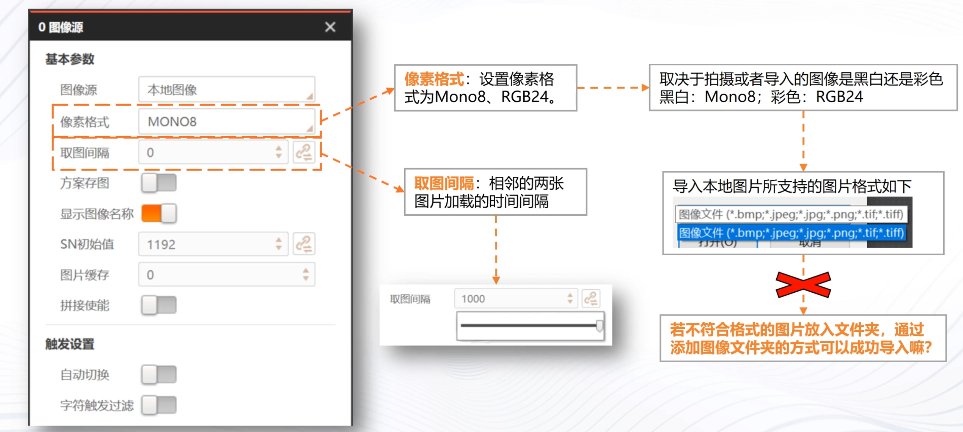 0 图像源
基本参数
图像源
本地图像
像素格式
MONO8
取图间隔
0
方案存图
显示图像名称
SN初始值
1192
图片缓存
0
拼接使能
触发设置
自动切换
字符触发过滤
像素格式：设置像素格
式为Mono8、RGB24。
取决于拍摄或者导入的图像是黑白还是彩色
黑白：Mono8；彩色：RGB24
取图间隔：相邻的两张
图片加载的时间间隔
取图间隔
1000
导入本地图片所支持的图片格式如下
图像文件 (*.bmp;*.jpeg;*.jpg;*.png;*.tif;*.tiff)
图像文件 (*.bmp;*.jpeg;*.jpg;*.png;*.tif;*.tiff)
打开(O)
取消
若不符合格式的图片放入文件夹，通过
添加图像文件夹的方式可以成功导入嘛？